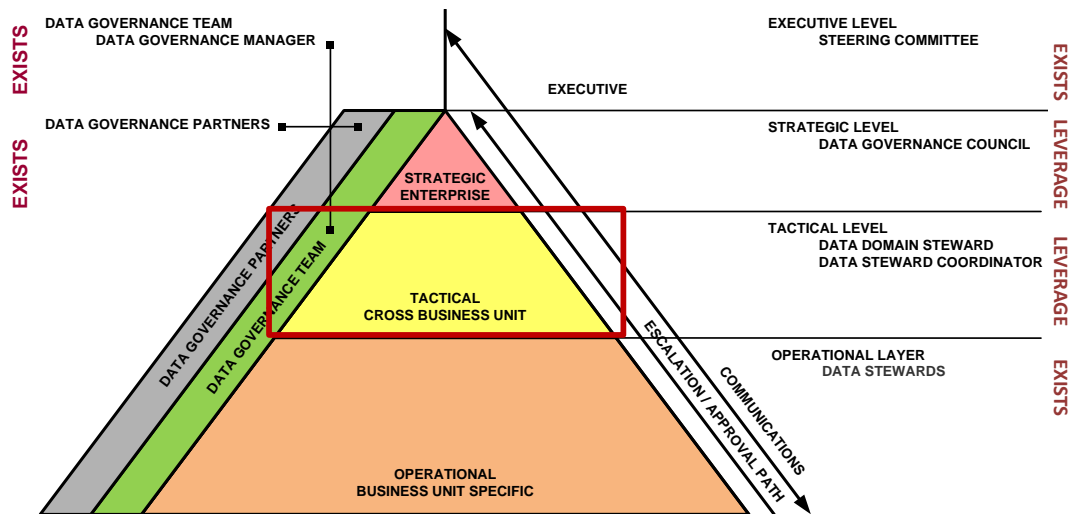 DATA GOVERNANCE TEAM
DATA GOVERNANCE MANAGER
EXISTS
EXECUTIVE LEVEL
STEERING COMMITTEE
EXISTS
EXECUTIVE
DATA GOVERNANCE PARTNERS
EXISTS
STRATEGIC LEVEL
DATA GOVERNANCE COUNCIL
LEVERAGE
STRATEGIC
ENTERPRISE
DATA GOVERNANCE PARTNERS
DATA GOVERNANCE TEAM
TACTICAL LEVEL
DATA DOMAIN STEWARD
DATA STEWARD COORDINATOR
LEVERAGE
TACTICAL
CROSS BUSINESS UNIT
ESCALATION / APPROVAL PATH
COMMUNICATIONS
OPERATIONAL LAYER
DATA STEWARDS
EXISTS
OPERATIONAL
BUSINESS UNIT SPECIFIC